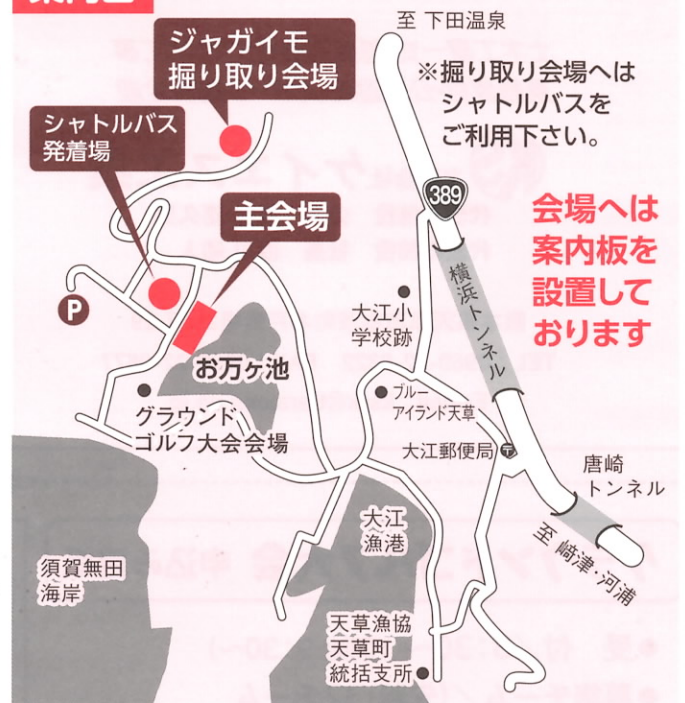 至 下田温泉
ジャガイモ
掘り取り会場
※掘り取り会場へは
シャトルバスを
ご利用下さい。
シャトルバス
発着場
389
主会場
会場へは
案内板を
設置して
おります
横浜トンネル
P
大江小
学校跡
お万ヶ池
ブルー
アイランド天草
グラウンド
ゴルフ大会会場
大江郵便局
唐崎
トンネル
大江
漁港
至 﨑津・河浦
須賀無田
海岸
天草漁協
天草町
統括支所